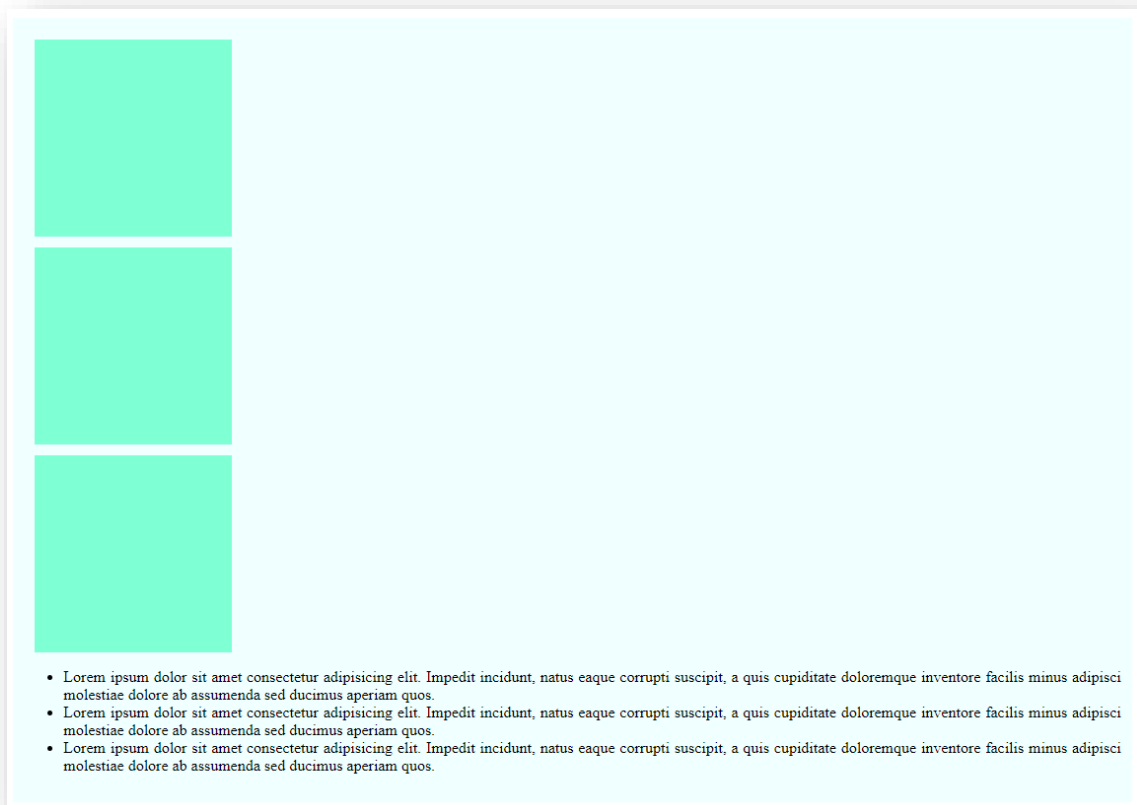 Lorem ipsum dolor sit amet consectetur adipisicing elit. Impedit incidunt, natus eaque corrupti suscipit, a quis cupiditate doloremque inventore facilis minus adipisci
molestiae dolore ab assumenda sed ducimus aperiam quos.
Lorem ipsum dolor sit amet consectetur adipisicing elit. Impedit incidunt, natus eaque corrupti suscipit, a quis cupiditate doloremque inventore facilis minus adipisci
molestiae dolore ab assumenda sed ducimus aperiam quos.
Lorem ipsum dolor sit amet consectetur adipisicing elit. Impedit incidunt, natus eaque corrupti suscipit, a quis cupiditate doloremque inventore facilis minus adipisci
molestiae dolore ab assumenda sed ducimus aperiam quos.